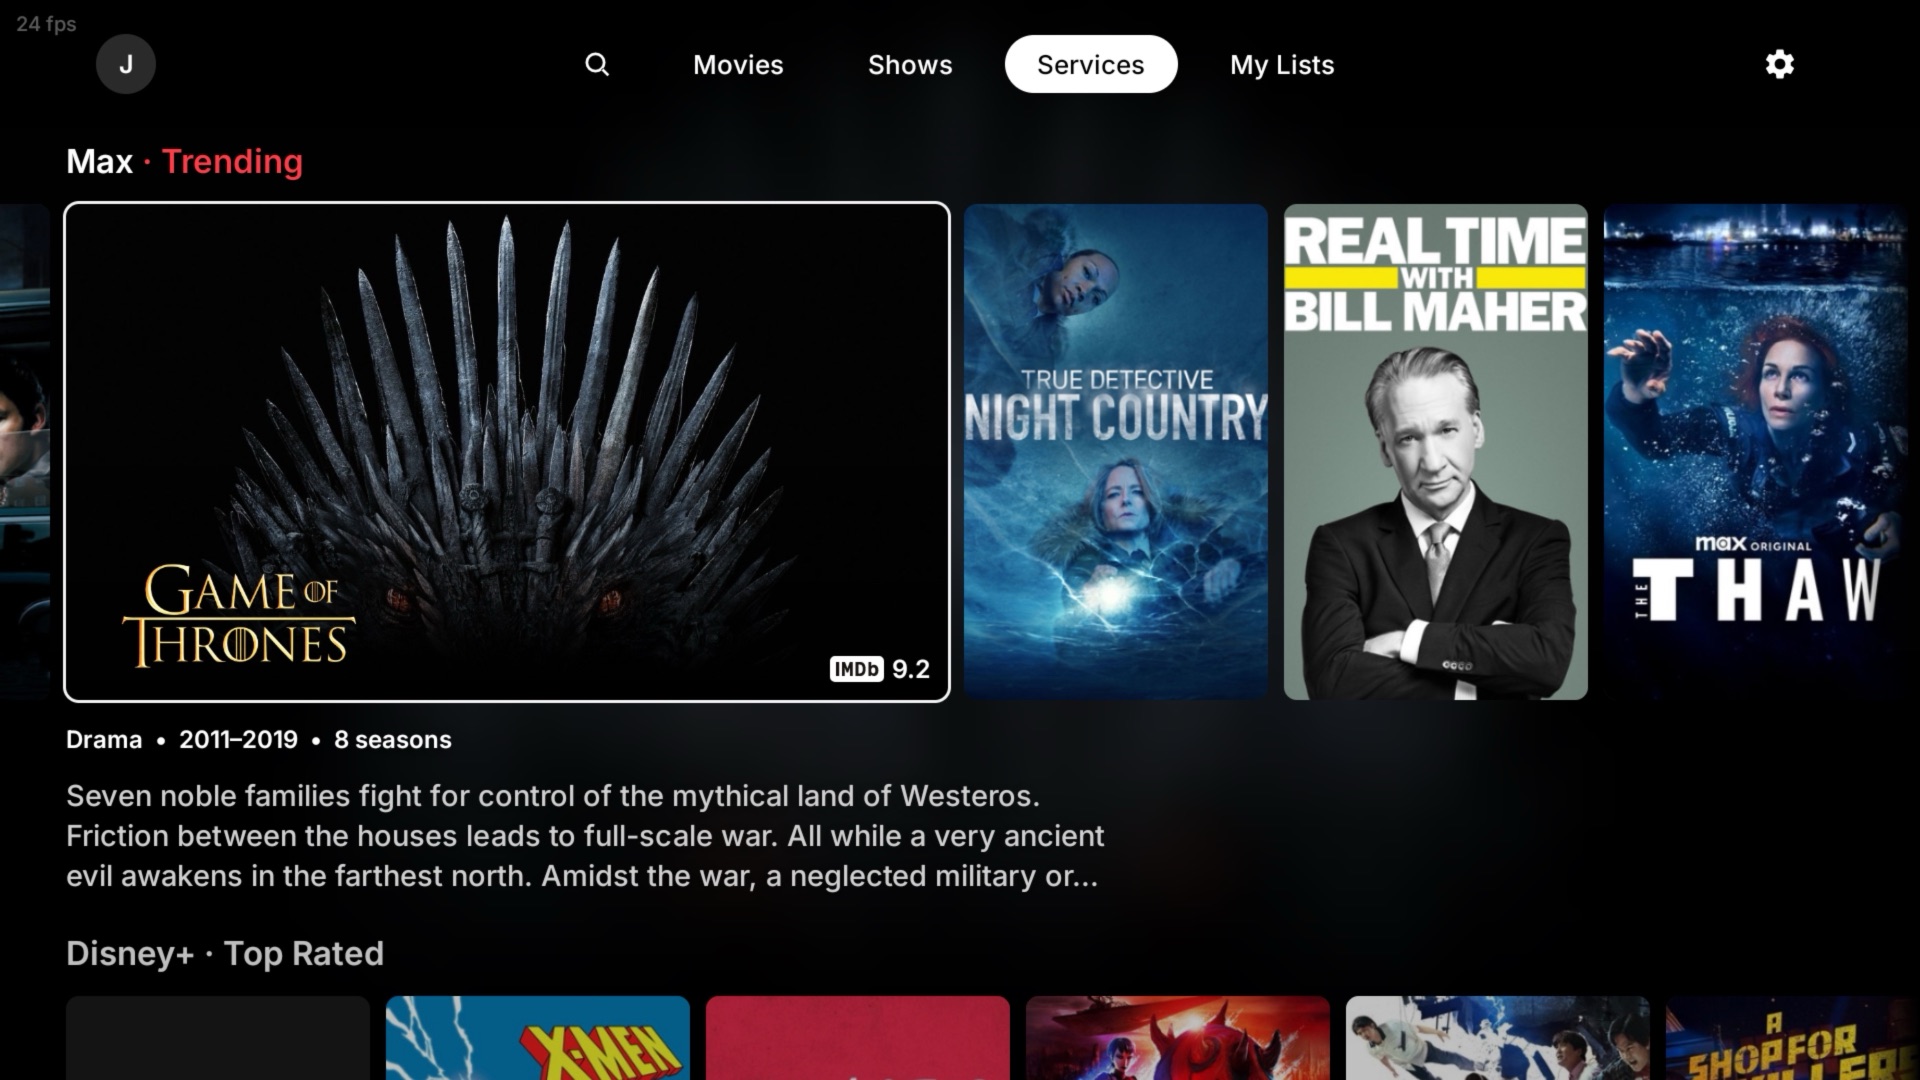 24 fps
J
Movies
Shows
Services
My Lists
Max · Trending
GAME OF
THRONES
IMDb 9.2
TRUE DETECTIVE
NIGHT COUNTRY
REAL TIME
WITH
BILL MAHER
max ORIGINAL
THE THAW
Drama • 2011–2019 • 8 seasons
Seven noble families fight for control of the mythical land of Westeros.
Friction between the houses leads to full-scale war. All while a very ancient
evil awakens in the farthest north. Amidst the war, a neglected military or...
Disney+ · Top Rated
X-MEN
A
SHOP FOR